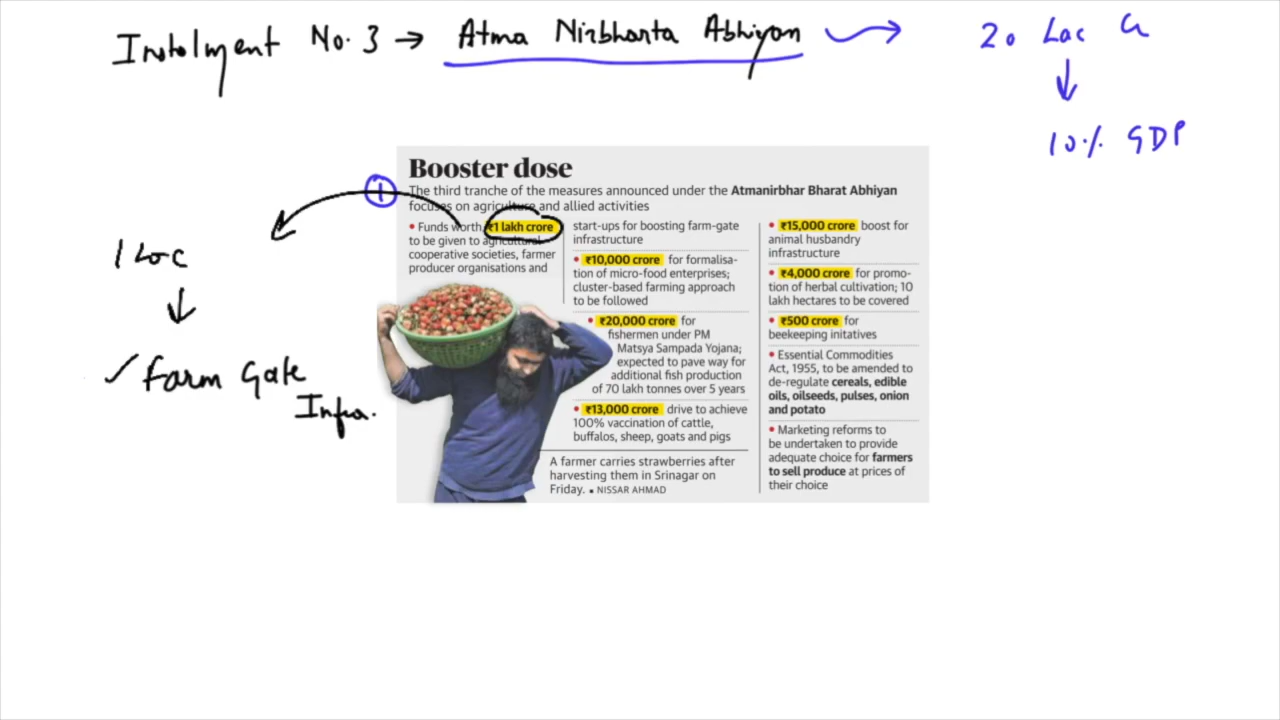 Instolment No. 3 → Atma Nirbharta Abhiyan
20 Lac Cr
↓
10% GDP
Booster dose
The third tranche of the measures announced under the Atmanirbhar Bharat Abhiyan
focuses on agriculture and allied activities
1
• Funds worth ₹1 lakh crore
to be given to agricultural
cooperative societies, farmer
producer organisations and
start-ups for boosting farm-gate
infrastructure
• ₹10,000 crore for formalisa-
tion of micro-food enterprises;
cluster-based farming approach
to be followed
• ₹20,000 crore for
fishermen under PM
Matsya Sampada Yojana;
expected to pave way for
additional fish production
of 70 lakh tonnes over 5 years
• ₹13,000 crore drive to achieve
100% vaccination of cattle,
buffalos, sheep, goats and pigs
A farmer carries strawberries after
harvesting them in Srinagar on
Friday. ▪ NISSAR AHMAD
• ₹15,000 crore boost for
animal husbandry
infrastructure
• ₹4,000 crore for promo-
tion of herbal cultivation; 10
lakh hectares to be covered
• ₹500 crore for
beekeeping initatives
• Essential Commodities
Act, 1955, to be amended to
de-regulate cereals, edible
oils, oilseeds, pulses, onion
and potato
• Marketing reforms to
be undertaken to provide
adequate choice for farmers
to sell produce at prices of
their choice
1 Lac
↓
✓ Farm Gate
Infra.